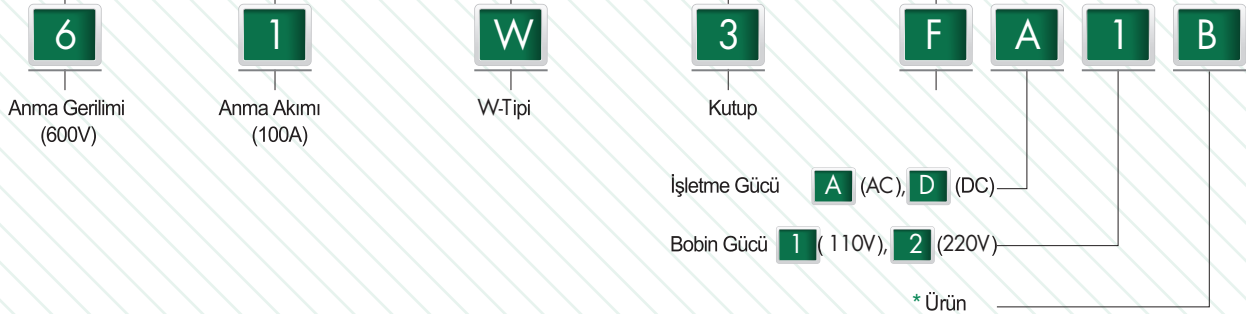 6 1 W 3 F A 1 B
Anma Gerilimi
(600V)
Anma Akımı
(100A)
W-Tipi
Kutup
İşletme Gücü A (AC), D (DC)
Bobin Gücü 1 ( 110V), 2 (220V)
* Ürün